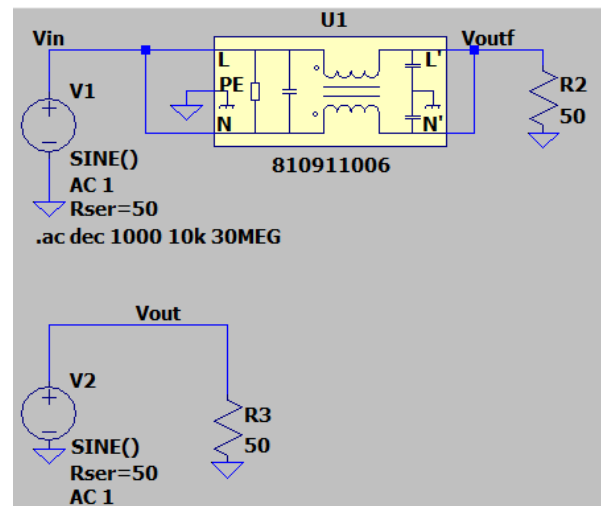 U1
Vin
L
L'
Voutf
V1
PE
R2
N
N'
50
SINE()
810911006
AC 1
Rser=50
.ac dec 1000 10k 30MEG
Vout
V2
R3
SINE()
50
Rser=50
AC 1